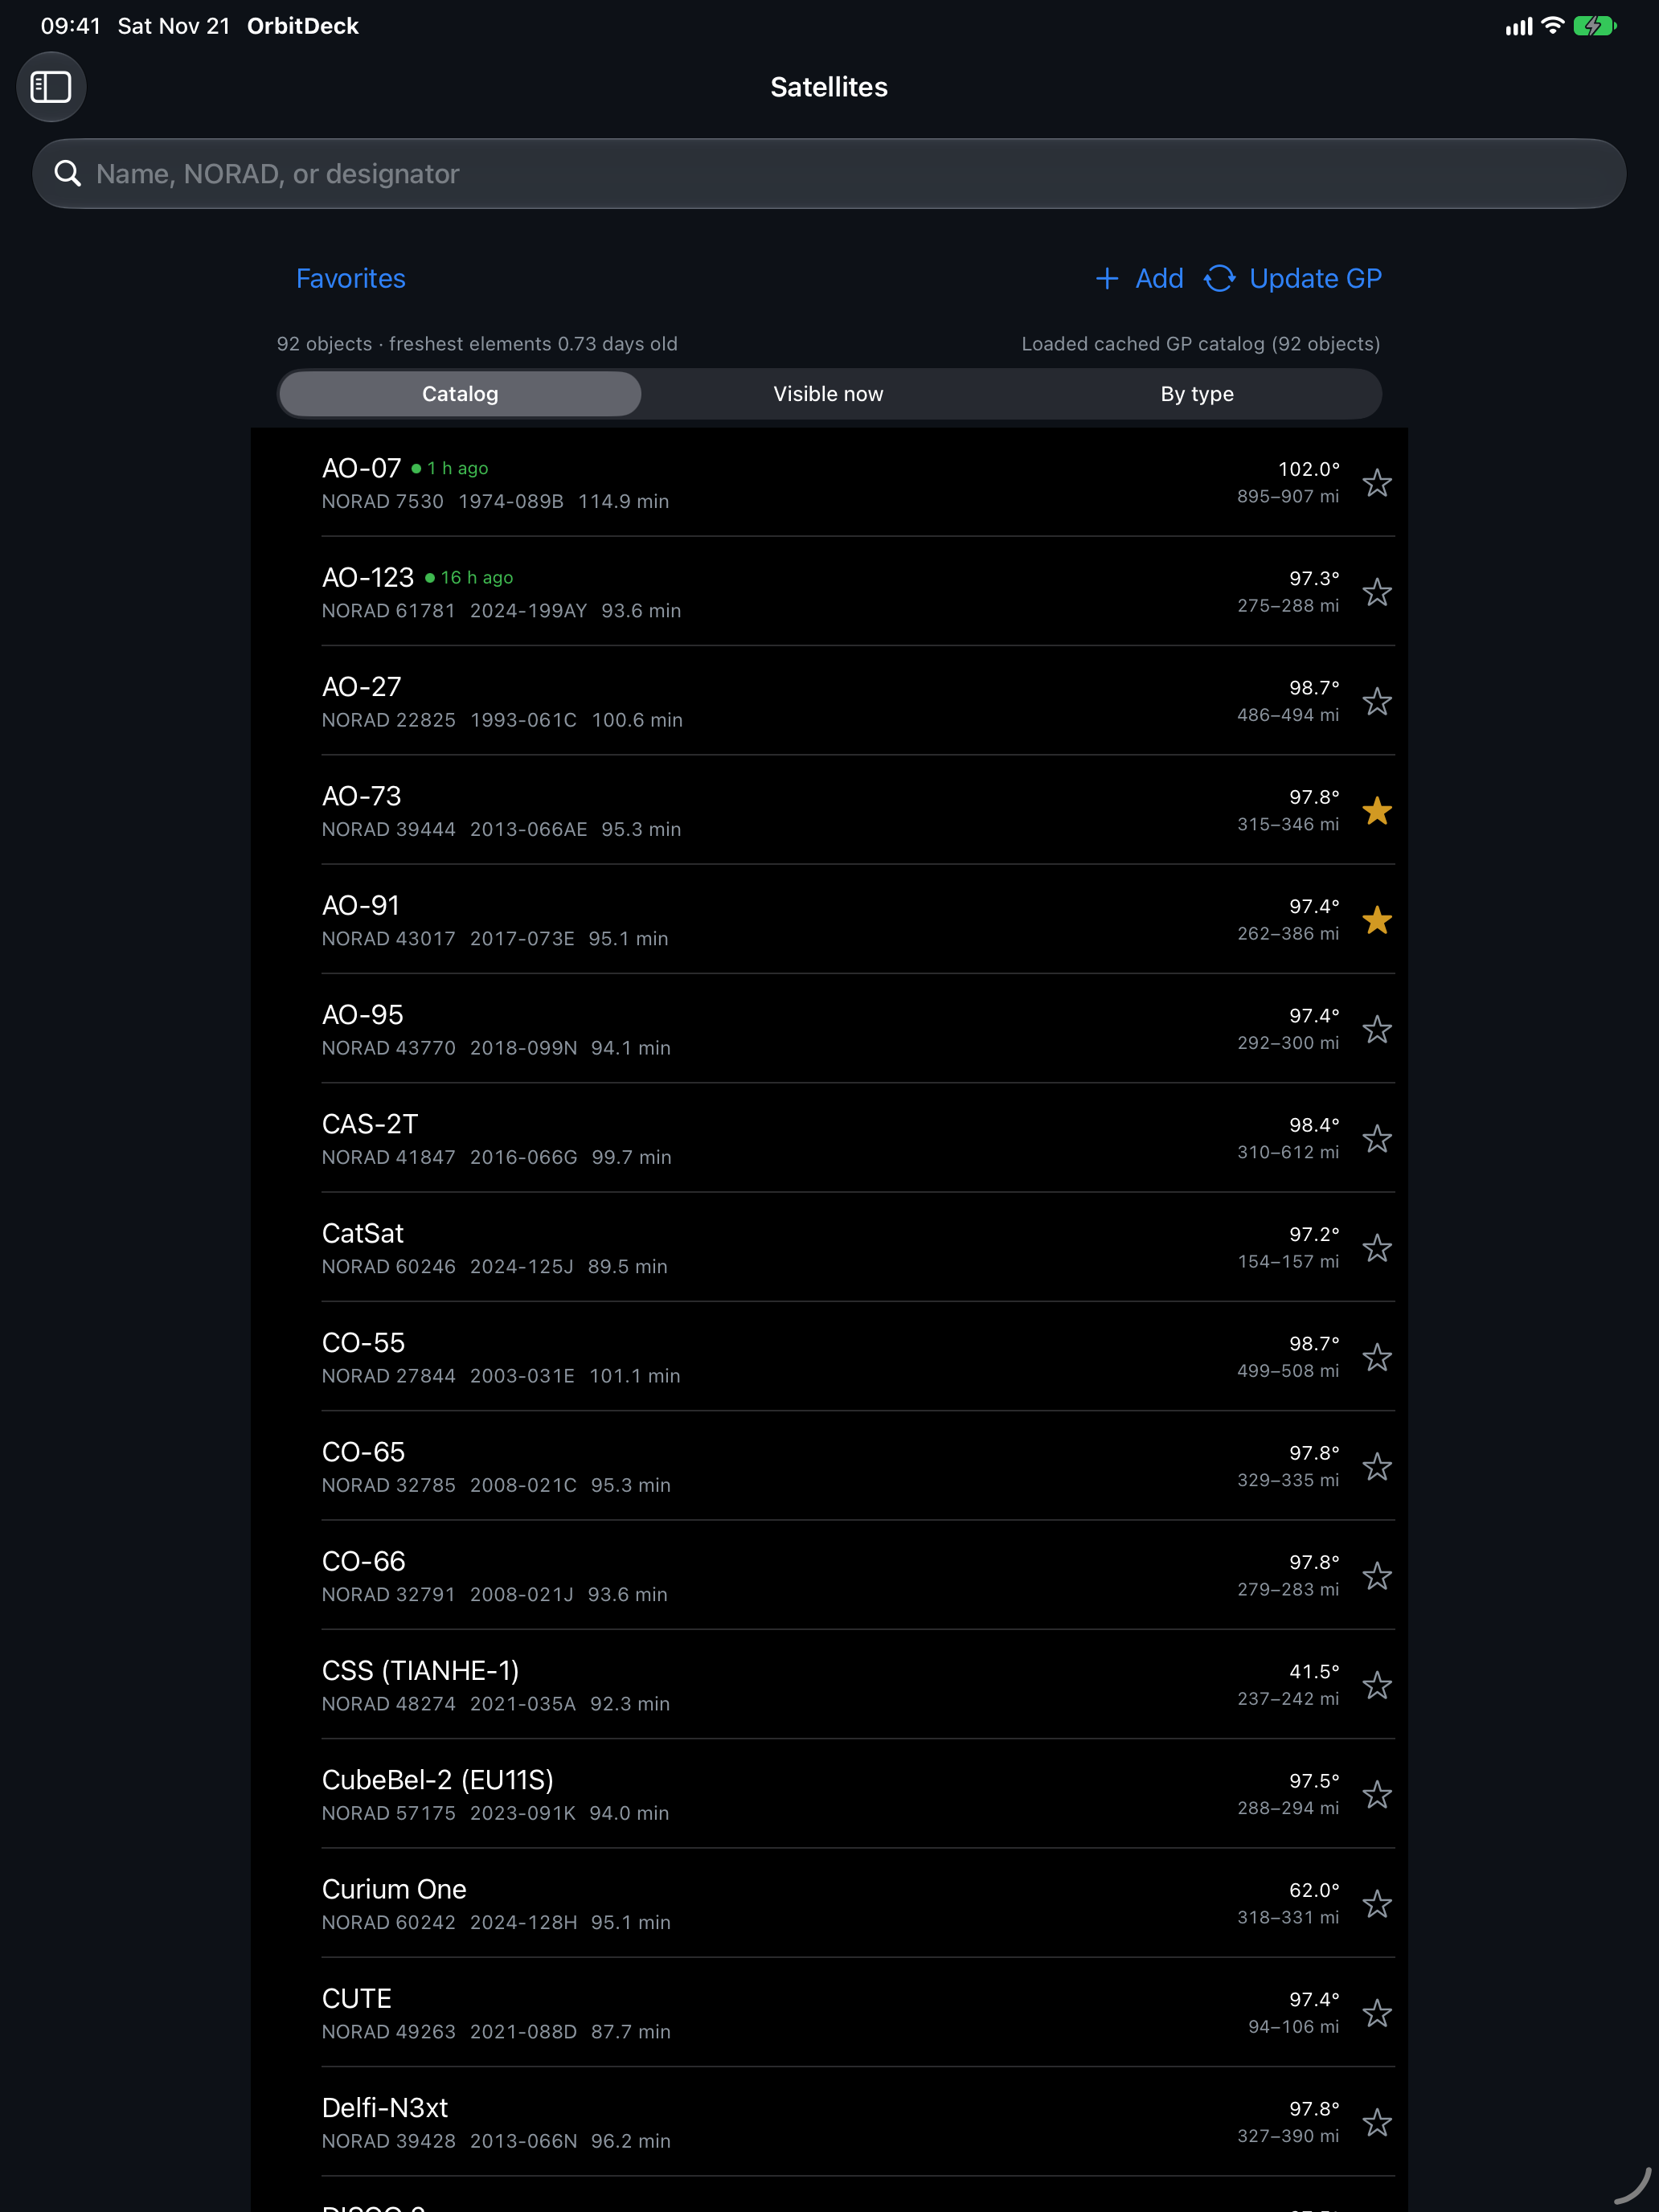 09:41 Sat Nov 21 OrbitDeck
Satellites
Name, NORAD, or designator
Favorites
Add
Update GP
92 objects · freshest elements 0.73 days old
Loaded cached GP catalog (92 objects)
Catalog
Visible now
By type
AO-07 1 h ago
NORAD 7530 1974-089B 114.9 min
102.0°
895–907 mi
AO-123 16 h ago
NORAD 61781 2024-199AY 93.6 min
97.3°
275–288 mi
AO-27
NORAD 22825 1993-061C 100.6 min
98.7°
486–494 mi
AO-73
NORAD 39444 2013-066AE 95.3 min
97.8°
315–346 mi
AO-91
NORAD 43017 2017-073E 95.1 min
97.4°
262–386 mi
AO-95
NORAD 43770 2018-099N 94.1 min
97.4°
292–300 mi
CAS-2T
NORAD 41847 2016-066G 99.7 min
98.4°
310–612 mi
CatSat
NORAD 60246 2024-125J 89.5 min
97.2°
154–157 mi
CO-55
NORAD 27844 2003-031E 101.1 min
98.7°
499–508 mi
CO-65
NORAD 32785 2008-021C 95.3 min
97.8°
329–335 mi
CO-66
NORAD 32791 2008-021J 93.6 min
97.8°
279–283 mi
CSS (TIANHE-1)
NORAD 48274 2021-035A 92.3 min
41.5°
237–242 mi
CubeBel-2 (EU11S)
NORAD 57175 2023-091K 94.0 min
97.5°
288–294 mi
Curium One
NORAD 60242 2024-128H 95.1 min
62.0°
318–331 mi
CUTE
NORAD 49263 2021-088D 87.7 min
97.4°
94–106 mi
Delfi-N3xt
NORAD 39428 2013-066N 96.2 min
97.8°
327–390 mi